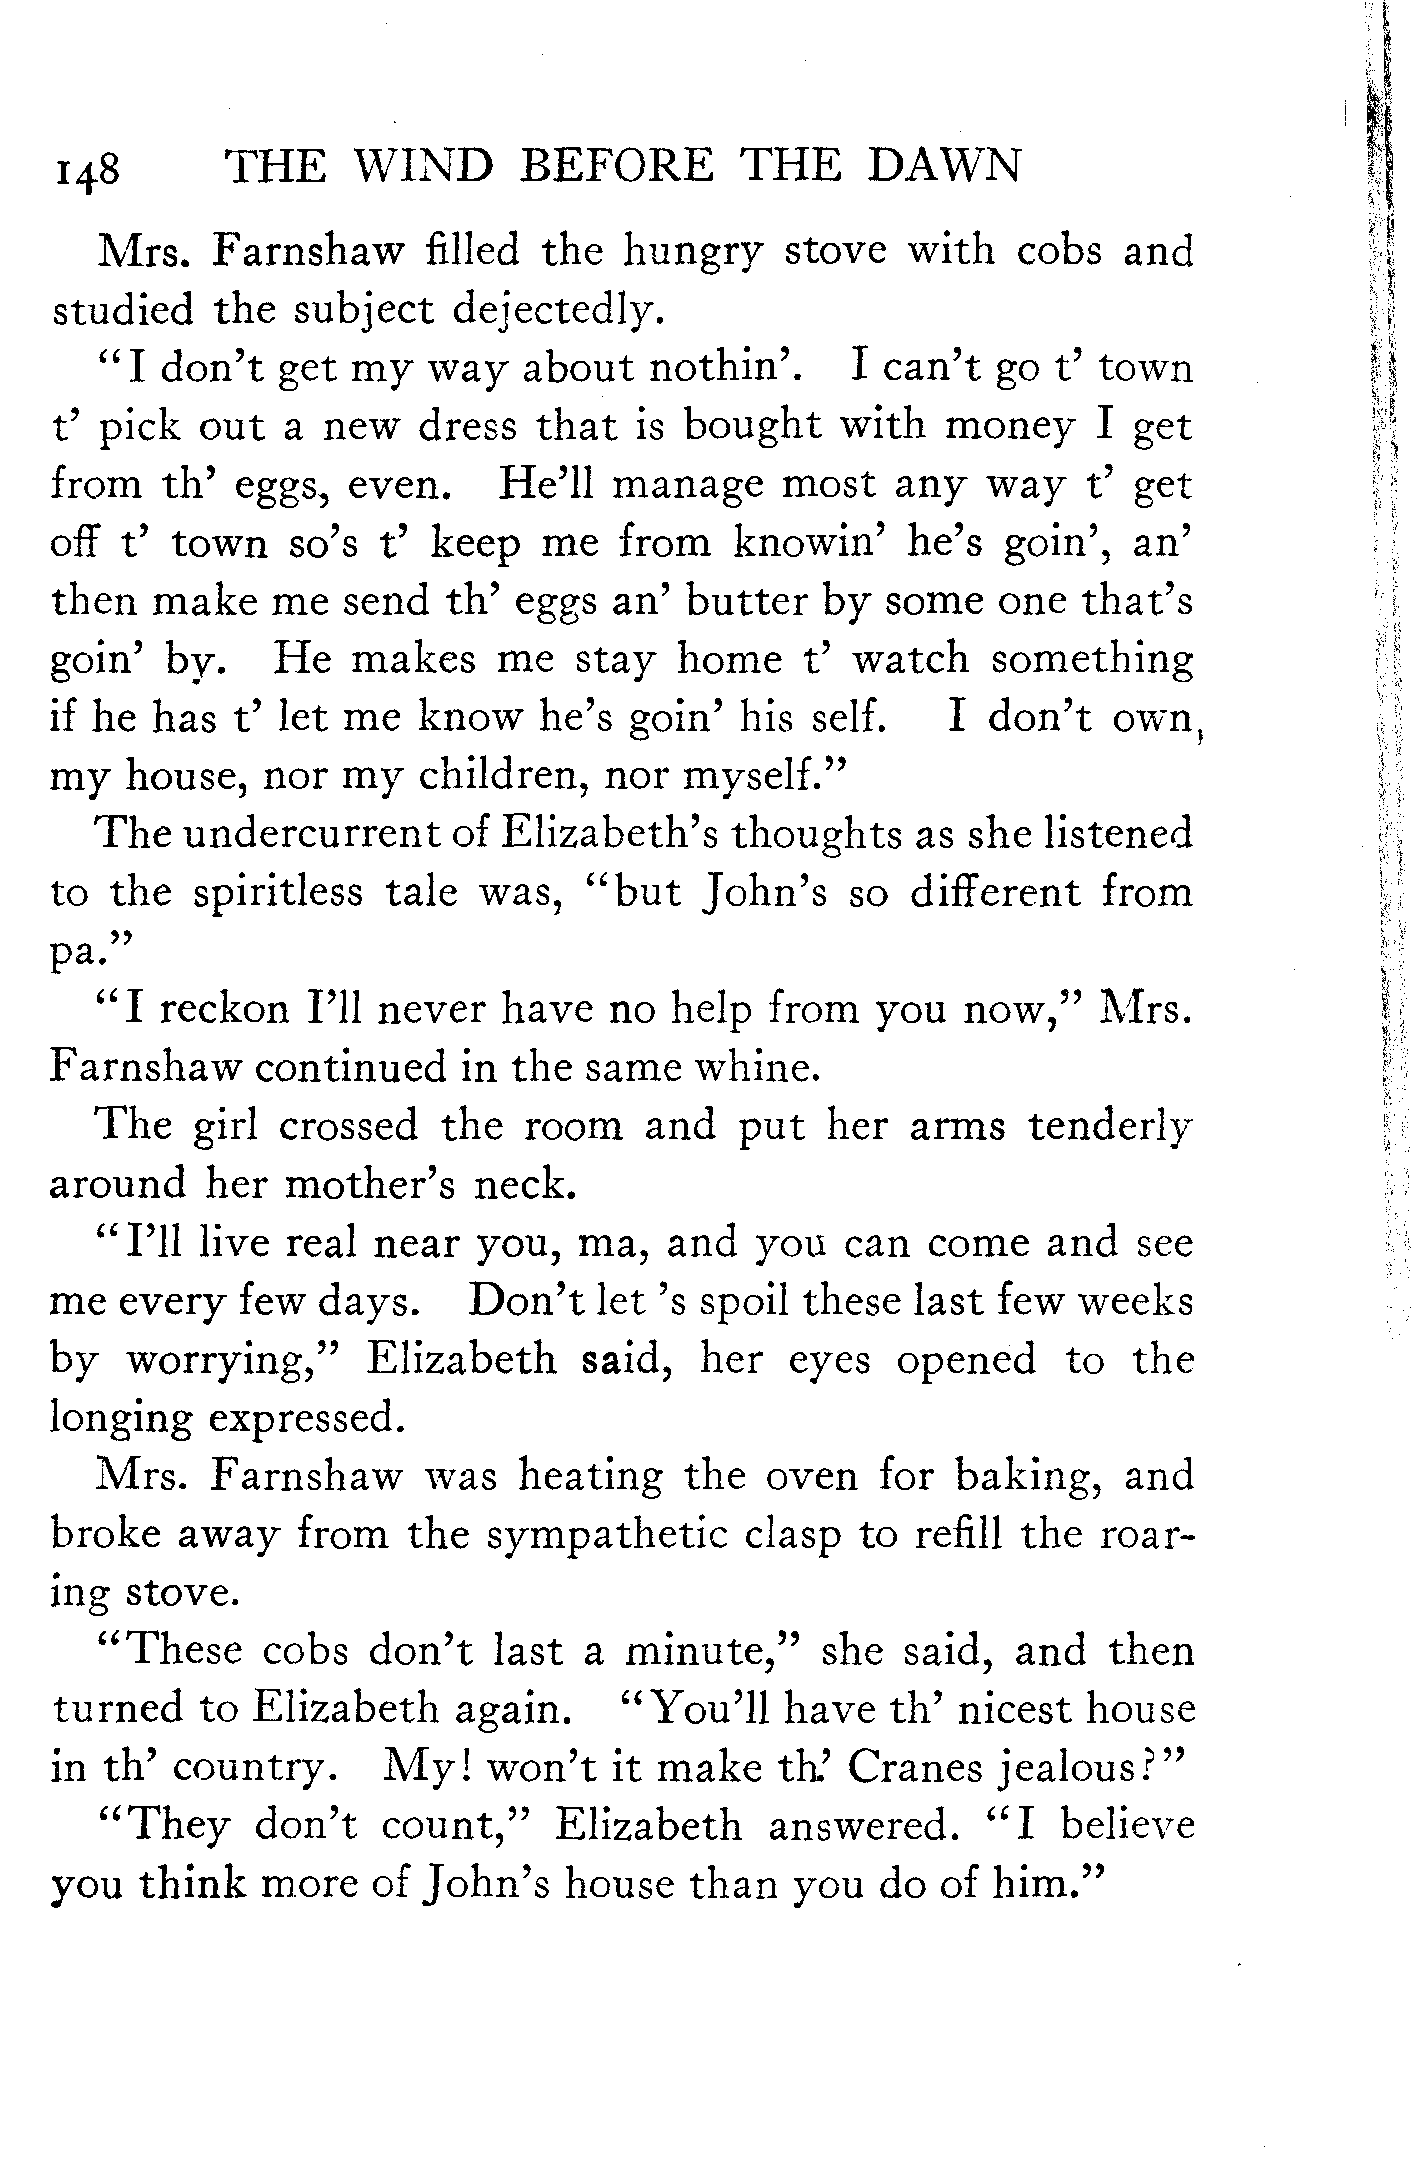 148 THE WIND BEFORE THE DAWN
Mrs. Farnshaw filled the hungry stove with cobs and
studied the subject dejectedly.
“I don’t get my way about nothin’. I can’t go t’ town
t’ pick out a new dress that is bought with money I get
from th’ eggs, even. He’ll manage most any way t’ get
off t’ town so’s t’ keep me from knowin’ he’s goin’, an’
then make me send th’ eggs an’ butter by some one that’s
goin’ by. He makes me stay home t’ watch something
if he has t’ let me know he’s goin’ his self. I don’t own,
my house, nor my children, nor myself.”
The undercurrent of Elizabeth’s thoughts as she listened
to the spiritless tale was, “but John’s so different from
pa.”
“I reckon I’ll never have no help from you now,” Mrs.
Farnshaw continued in the same whine.
The girl crossed the room and put her arms tenderly
around her mother’s neck.
“I’ll live real near you, ma, and you can come and see
me every few days. Don’t let ’s spoil these last few weeks
by worrying,” Elizabeth said, her eyes opened to the
longing expressed.
Mrs. Farnshaw was heating the oven for baking, and
broke away from the sympathetic clasp to refill the roar-
ing stove.
“These cobs don’t last a minute,” she said, and then
turned to Elizabeth again. “You’ll have th’ nicest house
in th’ country. My! won’t it make th’ Cranes jealous?”
“They don’t count,” Elizabeth answered. “I believe
you think more of John’s house than you do of him.”